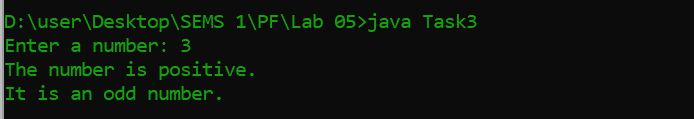 D:\user\Desktop\SEMS 1\PF\Lab 05>java Task3
Enter a number: 3
The number is positive.
It is an odd number.